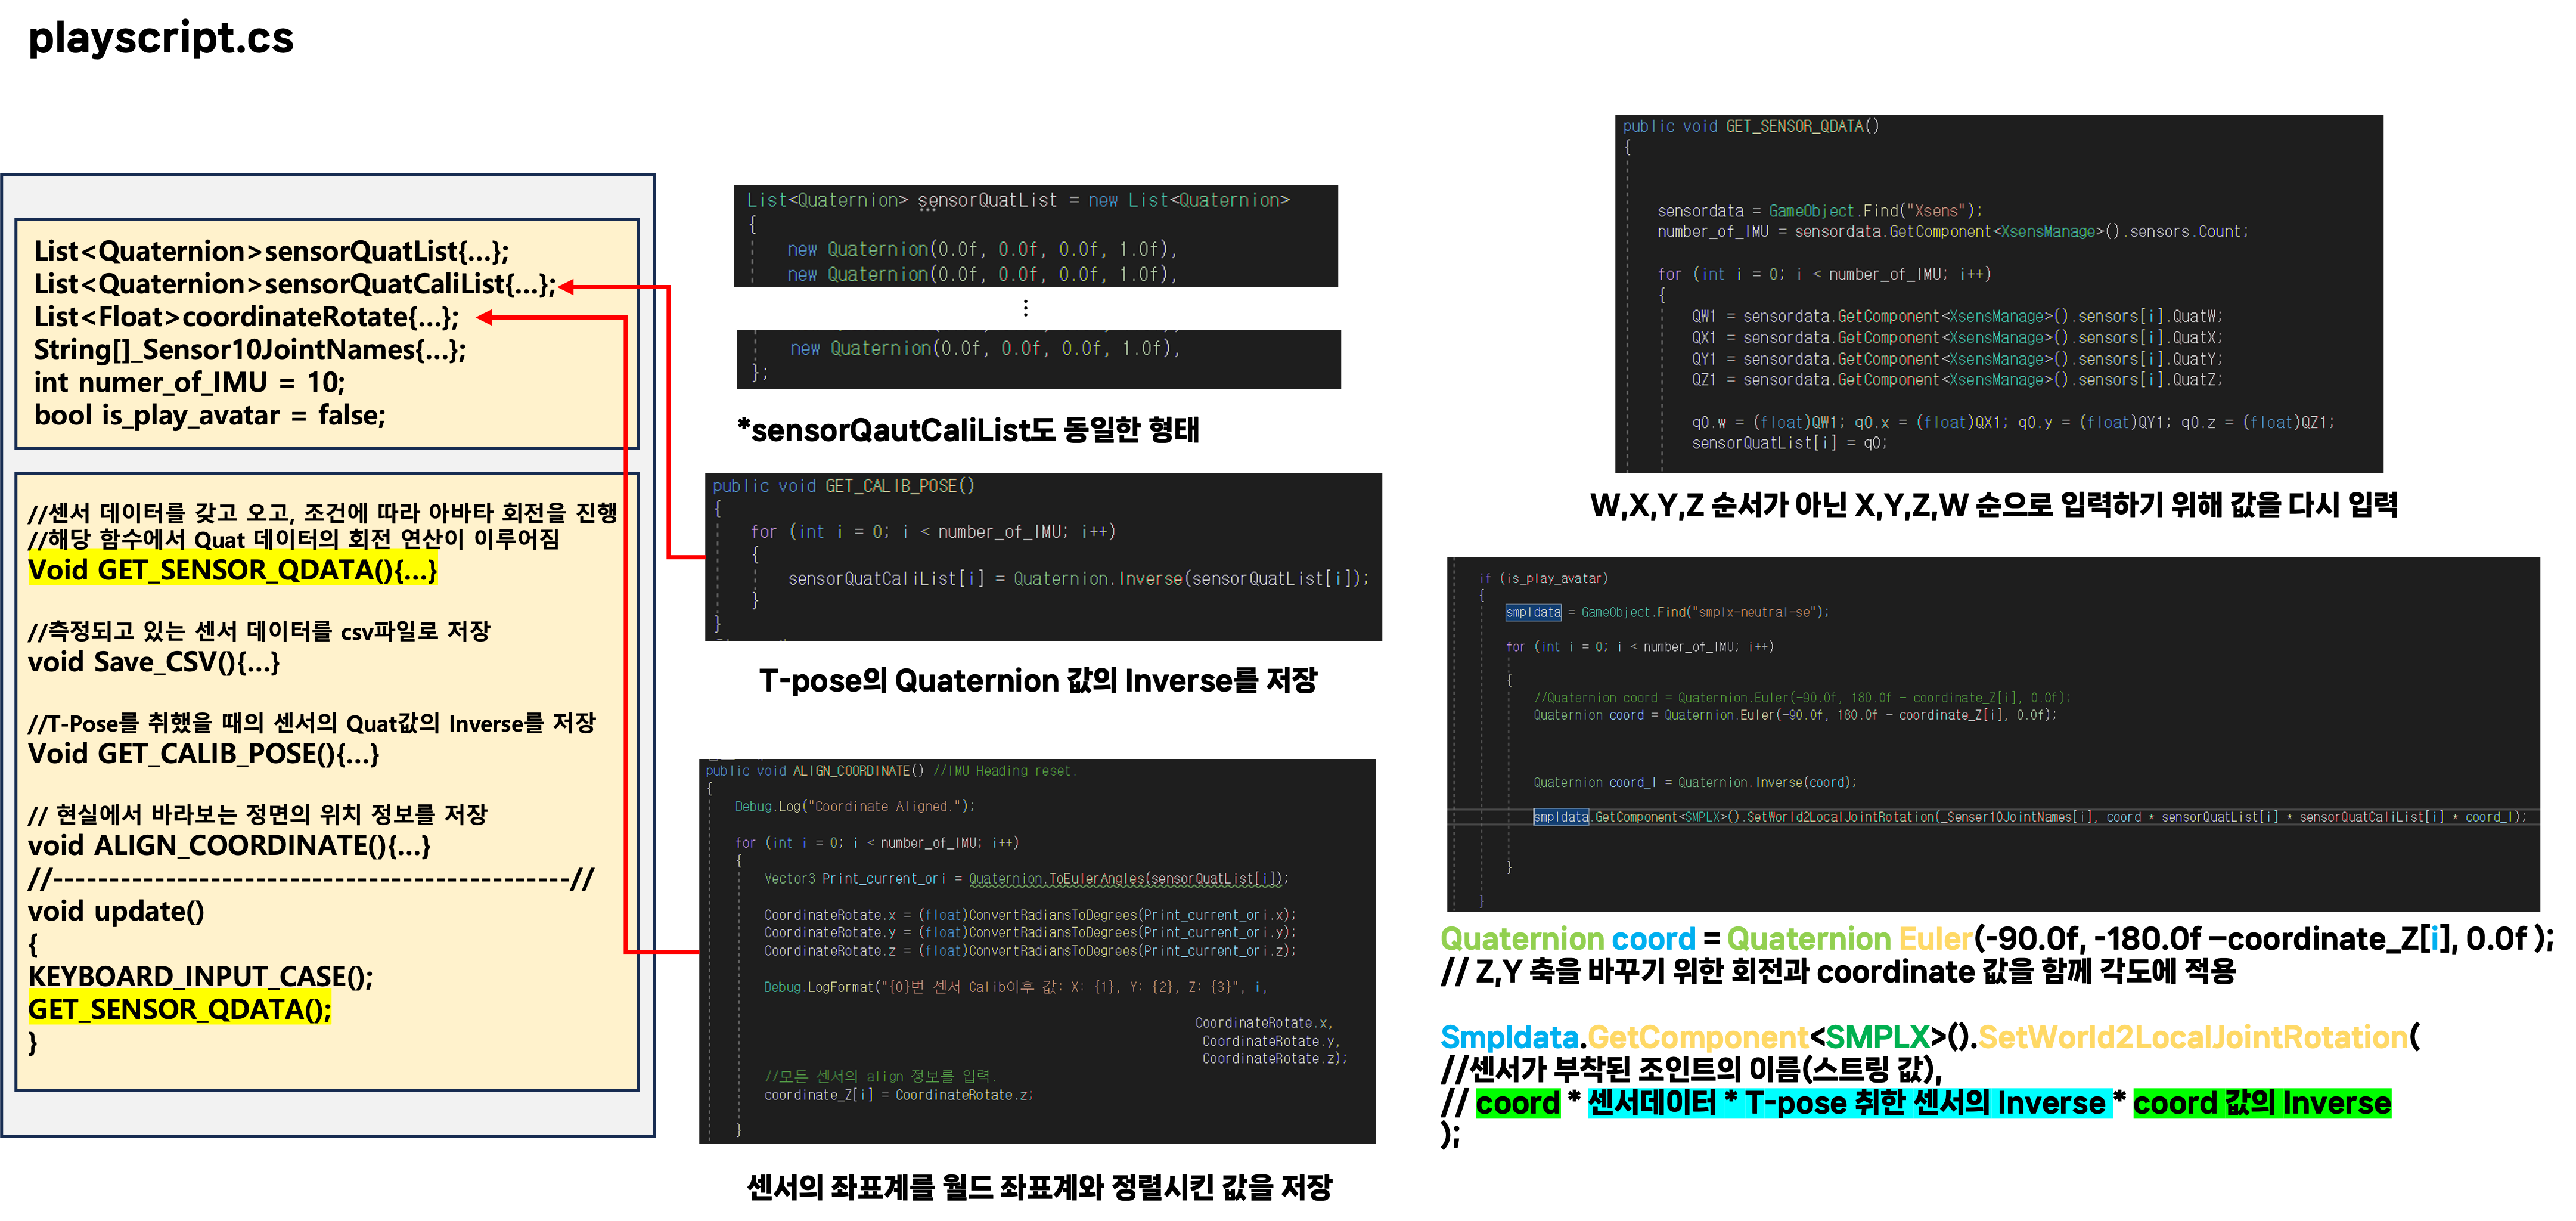 playscript.cs
List<Quaternion>sensorQuatList{...};
List<Quaternion>sensorQuatCaliList{...};
List<Float>coordinateRotate{...};
String[]_Sensor10JointNames{...};
int numer_of_IMU = 10;
bool is_play_avatar = false;
//센서 데이터를 갖고 오고, 조건에 따라 아바타 회전을 진행
//해당 함수에서 Quat 데이터의 회전 연산이 이루어짐
Void GET_SENSOR_QDATA(){...}
//측정되고 있는 센서 데이터를 csv파일로 저장
void Save_CSV(){...}
//T-Pose를 취했을 때의 센서의 Quat값의 Inverse를 저장
Void GET_CALIB_POSE(){...}
// 현실에서 바라보는 정면의 위치 정보를 저장
void ALIGN_COORDINATE(){...}
//----------------------------------------------//
void update()
{
KEYBOARD_INPUT_CASE();
GET_SENSOR_QDATA();
}
List<Quaternion> sensorQuatList = new List<Quaternion>
{
new Quaternion(0.0f, 0.0f, 0.0f, 1.0f),
new Quaternion(0.0f, 0.0f, 0.0f, 1.0f),
⋮
new Quaternion(0.0f, 0.0f, 0.0f, 1.0f),
};
*sensorQautCaliList도 동일한 형태
public void GET_CALIB_POSE()
{
for (int i = 0; i < number_of_IMU; i++)
{
sensorQuatCaliList[i] = Quaternion.Inverse(sensorQuatList[i]);
}
}
T-pose의 Quaternion 값의 Inverse를 저장
public void ALIGN_COORDINATE() //IMU Heading reset.
{
Debug.Log("Coordinate Aligned.");
for (int i = 0; i < number_of_IMU; i++)
{
Vector3 Print_current_ori = Quaternion.ToEulerAngles(sensorQuatList[i]);
CoordinateRotate.x = (float)ConvertRadiansToDegrees(Print_current_ori.x);
CoordinateRotate.y = (float)ConvertRadiansToDegrees(Print_current_ori.y);
CoordinateRotate.z = (float)ConvertRadiansToDegrees(Print_current_ori.z);
Debug.LogFormat("{0}번 센서 Calib이후 값: X: {1}, Y: {2}, Z: {3}", i,
CoordinateRotate.x,
CoordinateRotate.y,
CoordinateRotate.z);
//모든 센서의 align 정보를 입력.
coordinate_Z[i] = CoordinateRotate.z;
}
센서의 좌표계를 월드 좌표계와 정렬시킨 값을 저장
public void GET_SENSOR_QDATA()
{
sensordata = GameObject.Find("Xsens");
number_of_IMU = sensordata.GetComponent<XsensManage>().sensors.Count;
for (int i = 0; i < number_of_IMU; i++)
{
QW1 = sensordata.GetComponent<XsensManage>().sensors[i].QuatW;
QX1 = sensordata.GetComponent<XsensManage>().sensors[i].QuatX;
QY1 = sensordata.GetComponent<XsensManage>().sensors[i].QuatY;
QZ1 = sensordata.GetComponent<XsensManage>().sensors[i].QuatZ;
q0.w = (float)QW1; q0.x = (float)QX1; q0.y = (float)QY1; q0.z = (float)QZ1;
sensorQuatList[i] = q0;
W,X,Y,Z 순서가 아닌 X,Y,Z,W 순으로 입력하기 위해 값을 다시 입력
if (is_play_avatar)
{
smpldata = GameObject.Find("smplx-neutral-se");
for (int i = 0; i < number_of_IMU; i++)
{
//Quaternion coord = Quaternion.Euler(-90.0f, 180.0f - coordinate_Z[i], 0.0f);
Quaternion coord = Quaternion.Euler(-90.0f, 180.0f - coordinate_Z[i], 0.0f);
Quaternion coord_I = Quaternion.Inverse(coord);
smpldata.GetComponent<SMPLX>().SetWorld2LocalJointRotation(_Senser10JointNames[i], coord * sensorQuatList[i] * sensorQuatCaliList[i] * coord_I);
}
}
Quaternion coord = Quaternion Euler(-90.0f, -180.0f –coordinate_Z[i], 0.0f );
// Z,Y 축을 바꾸기 위한 회전과 coordinate 값을 함께 각도에 적용
Smpldata.GetComponent<SMPLX>().SetWorld2LocalJointRotation(
//센서가 부착된 조인트의 이름(스트링 값),
// coord * 센서데이터 * T-pose 취한 센서의 Inverse * coord 값의 Inverse
);